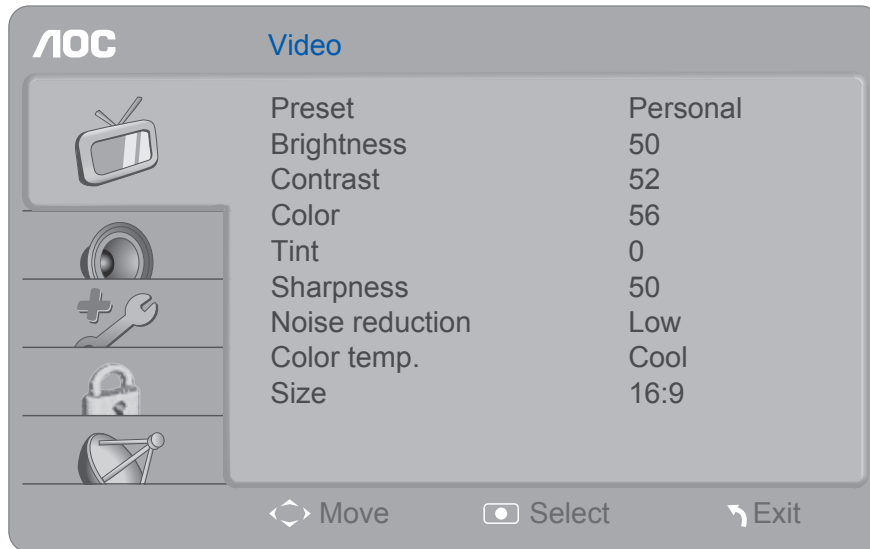 AOC Video
Preset Personal
Brightness 50
Contrast 52
Color 56
Tint 0
Sharpness 50
Noise reduction Low
Color temp. Cool
Size 16:9
Move Select Exit